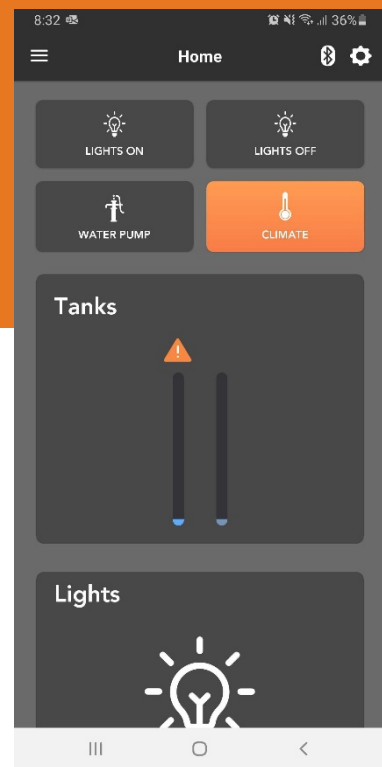 8:32
36%
Home
LIGHTS ON
LIGHTS OFF
WATER PUMP
CLIMATE
Tanks
Lights